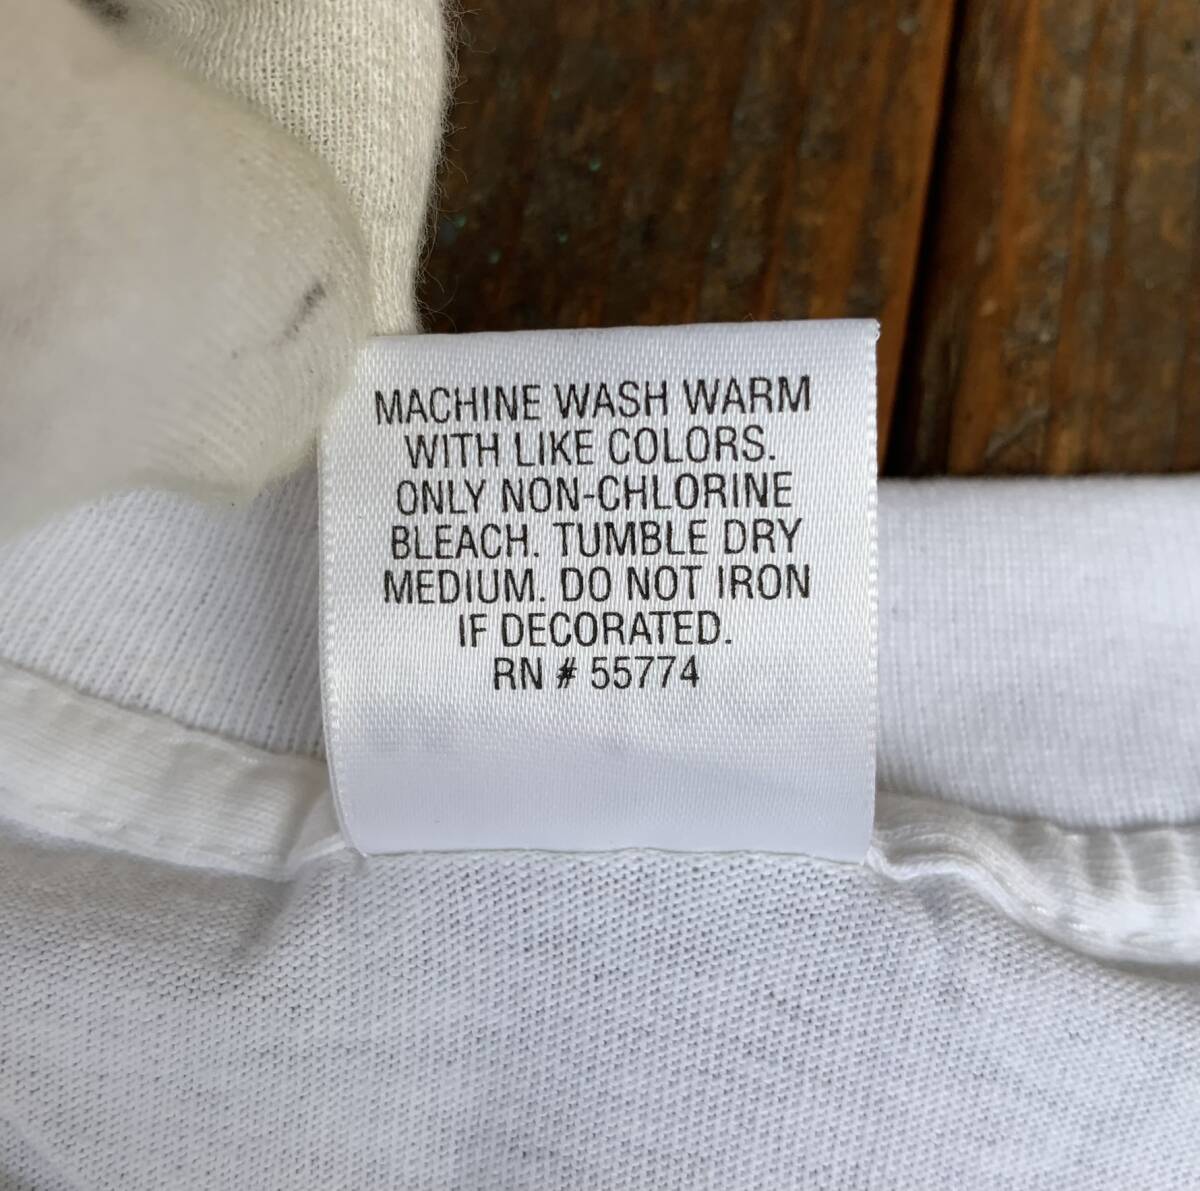 MACHINE WASH WARM
WITH LIKE COLORS.
ONLY NON-CHLORINE
BLEACH. TUMBLE DRY
MEDIUM. DO NOT IRON
IF DECORATED.
RN # 55774